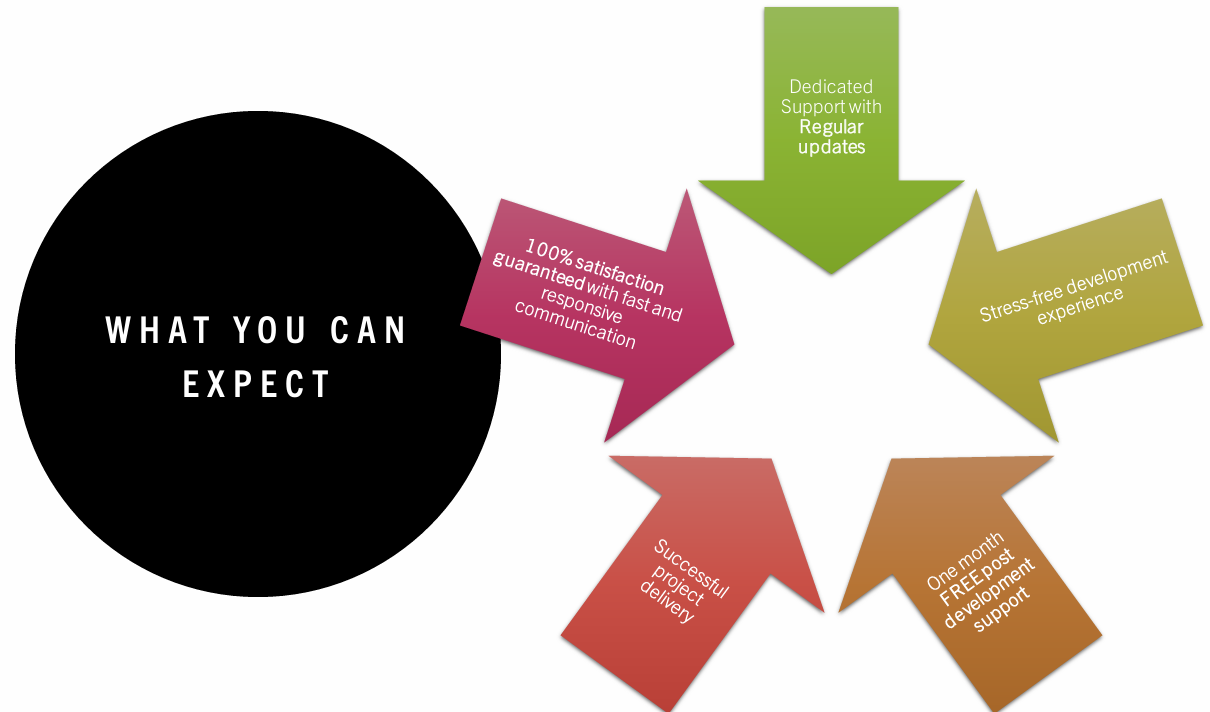 WHAT YOU CAN
EXPECT
Dedicated
Support with
Regular
updates
Stress-free development
experience
One month
FREE post
development
support
Successful
project
delivery
100% satisfaction
guaranteed with fast and
responsive
communication